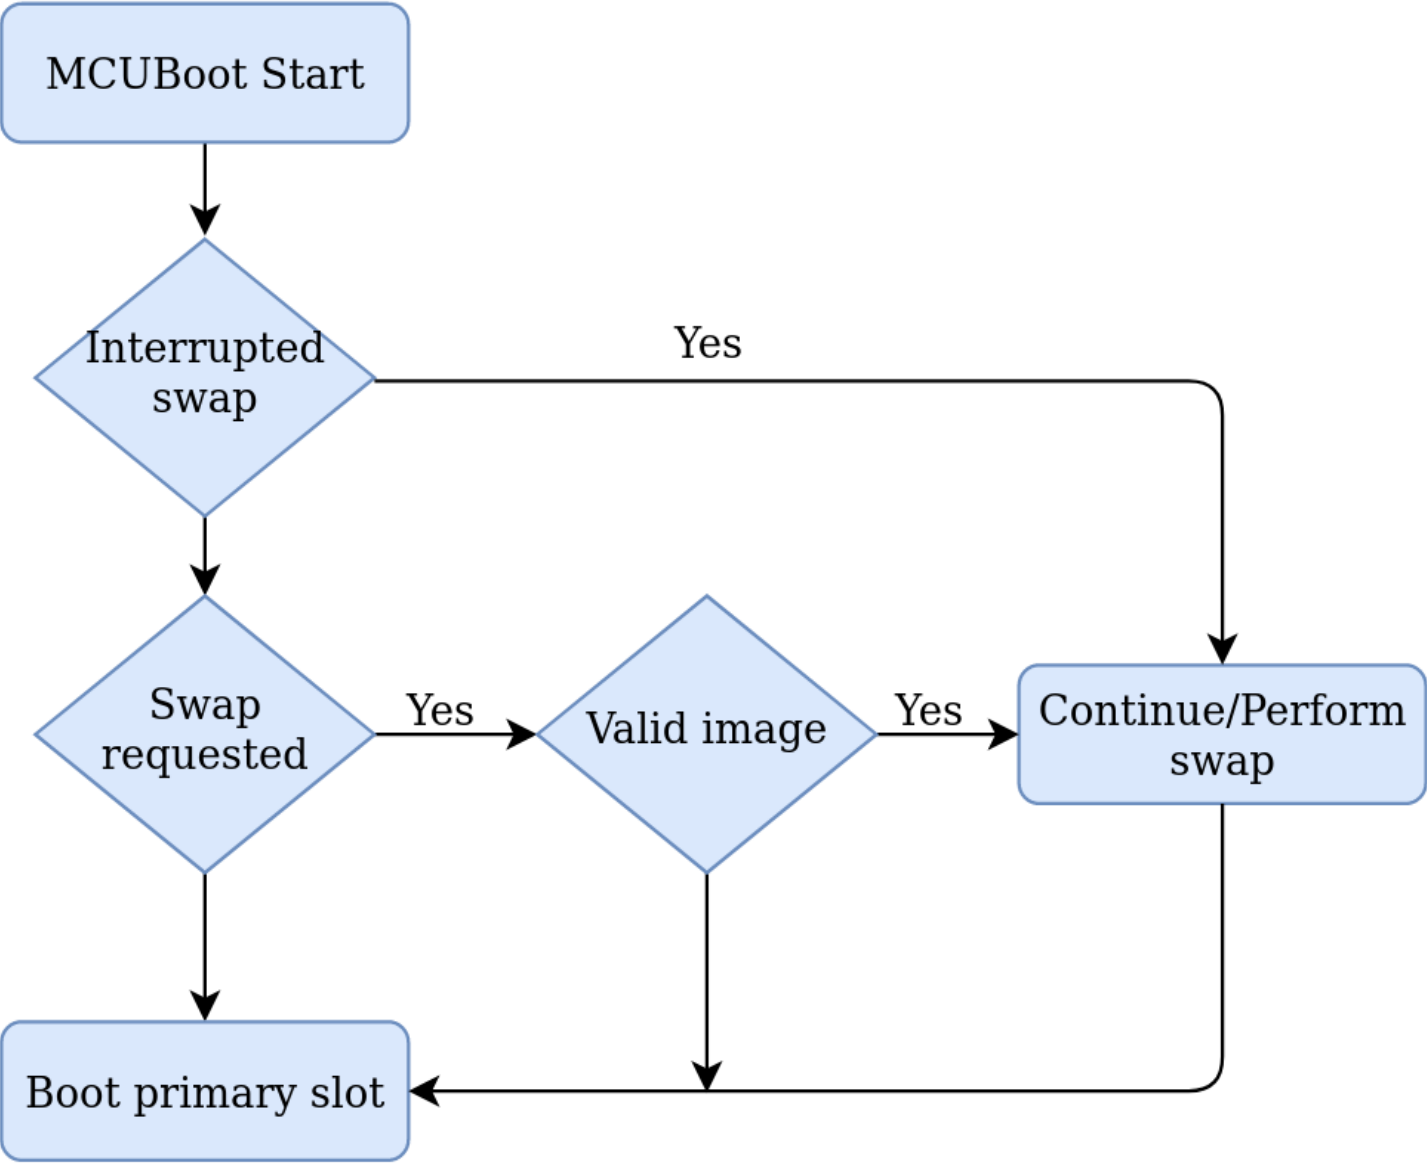 MCUBoot Start
Interrupted
swap
Yes
Swap
requested
Yes
Valid image
Yes
Continue/Perform
swap
Boot primary slot